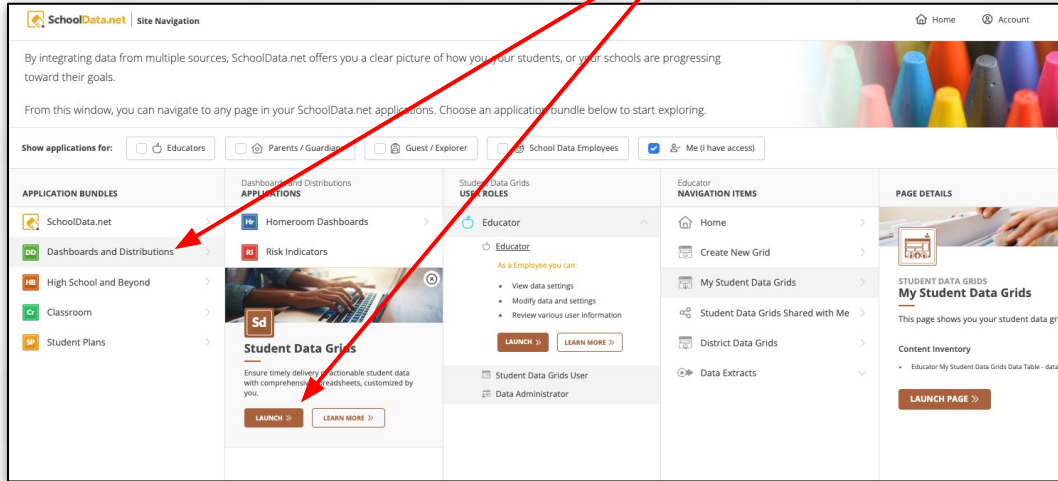 SchoolData.net | Site Navigation
Home
Account
By integrating data from multiple sources, SchoolData.net offers you a clear picture of how you, your students, or your schools are progressing
toward their goals.
From this window, you can navigate to any page in your SchoolData.net applications. Choose an application bundle below to start exploring.
Show applications for:
Educators
Parents / Guardians
Guest / Explorer
School Data Employees
Me (I have access)
APPLICATION BUNDLES
SchoolData.net
DD Dashboards and Distributions
HB High School and Beyond
Cr Classroom
SP Student Plans
Dashboards and Distributions
APPLICATIONS
Hr Homeroom Dashboards
RI Risk Indicators
Sd
Student Data Grids
Ensure timely delivery of actionable student data
with comprehensive spreadsheets, customized by
you.
LAUNCH »
LEARN MORE »
Student Data Grids
USER ROLES
Educator
Educator
As a Employee you can:
• View data settings
• Modify data and settings
• Review various user information
LAUNCH »
LEARN MORE »
Student Data Grids User
Data Administrator
Educator
NAVIGATION ITEMS
Home
Create New Grid
My Student Data Grids
Student Data Grids Shared with Me
District Data Grids
Data Extracts
PAGE DETAILS
STUDENT DATA GRIDS
My Student Data Grids
This page shows you your student data
Content Inventory
• Educator My Student Data Grids Data Table - data
LAUNCH PAGE »